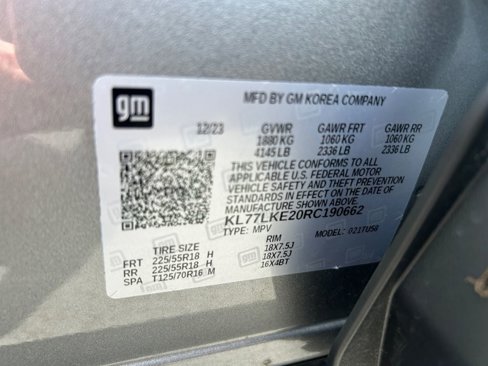 gm
MFD BY GM KOREA COMPANY
12/23 GVWR GAWR FRT GAWR RR
1880 KG 1060 KG 1060 KG
4145 LB 2336 LB 2336 LB
THIS VEHICLE CONFORMS TO ALL
APPLICABLE U.S. FEDERAL MOTOR
VEHICLE SAFETY AND THEFT PREVENTION
STANDARDS IN EFFECT ON THE DATE OF
MANUFACTURE SHOWN ABOVE.
KL77LKE20RC190662
TYPE: MPV MODEL: 021TU58
TIRE SIZE RIM
FRT 225/55R18 H 18X7.5J
RR 225/55R18 H 18X7.5J
SPA T125/70R16 M 16X4BT